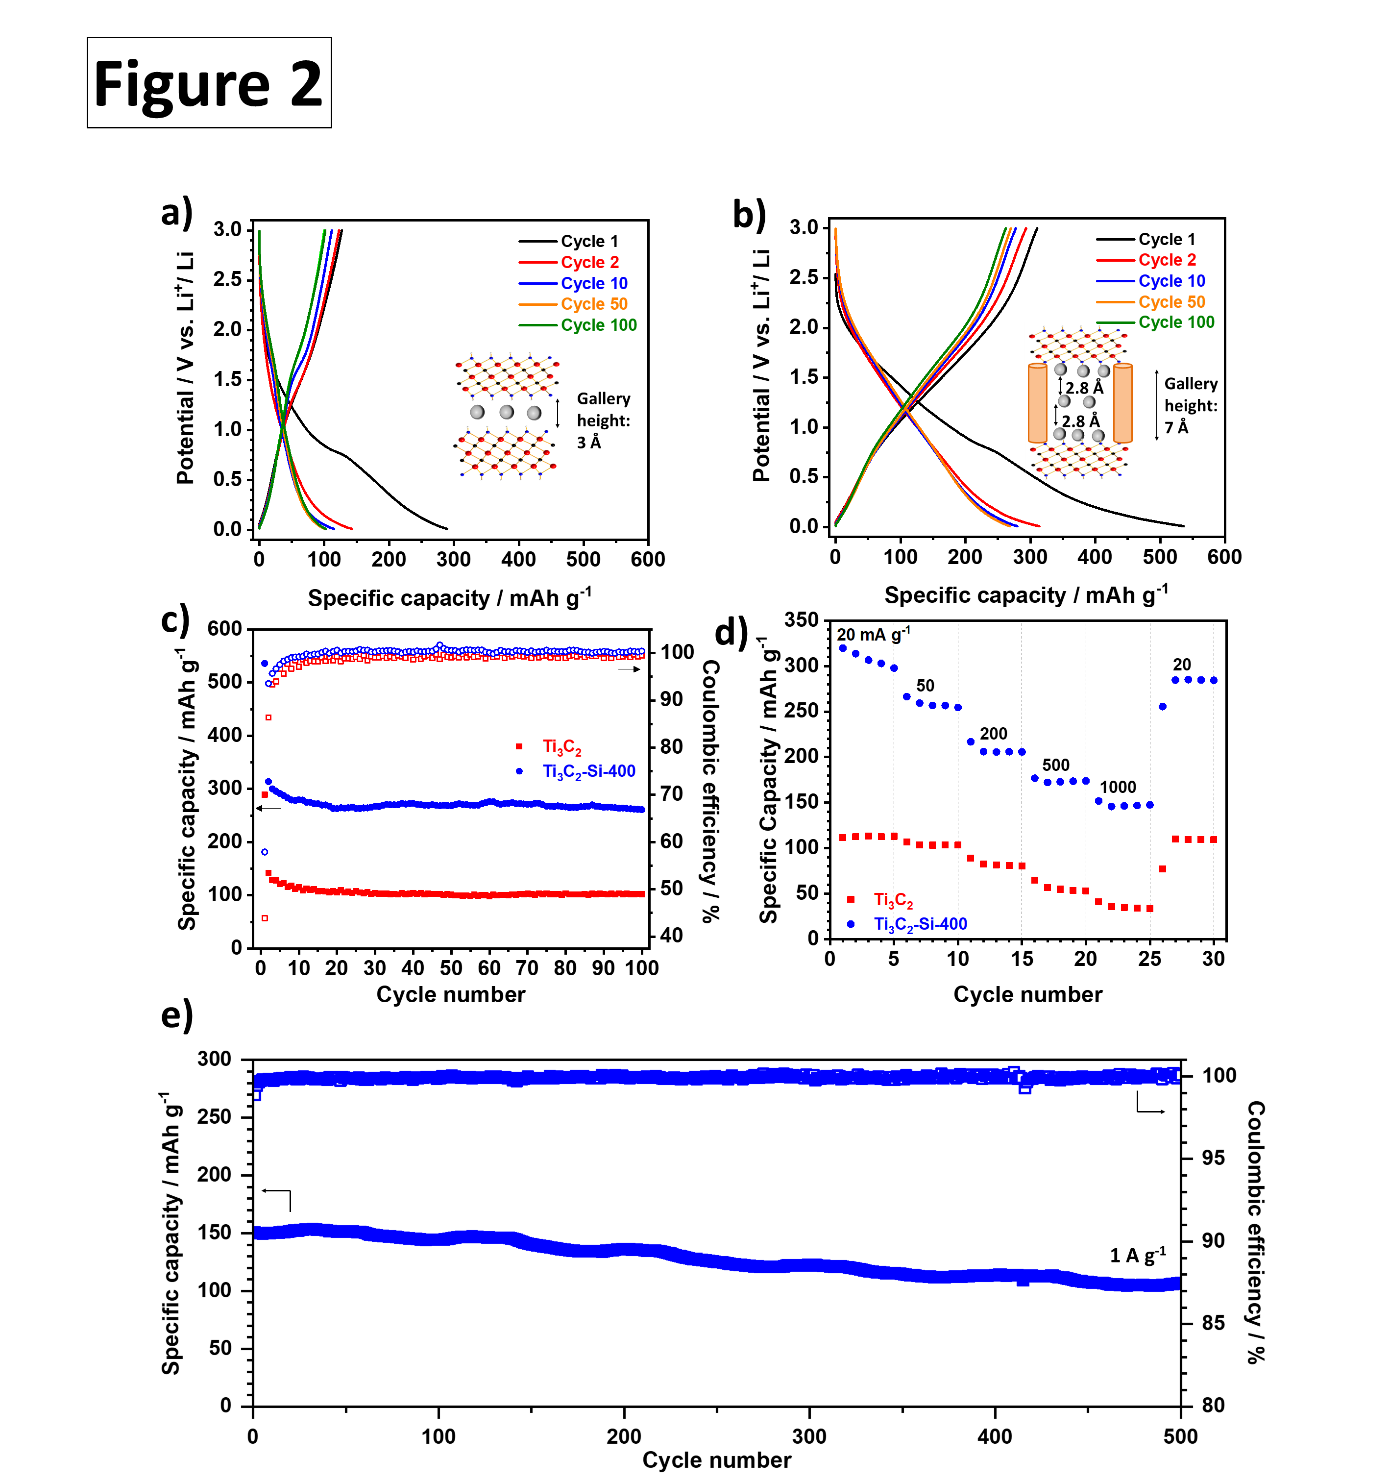 Figure 2
a)
3.0
2.5
2.0
1.5
1.0
0.5
0.0
Potential / V vs. Li⁺/ Li
Cycle 1
Cycle 2
Cycle 10
Cycle 50
Cycle 100
Gallery
height:
3 Å
0 100 200 300 400 500 600
Specific capacity / mAh g⁻¹
b)
3.0
2.5
2.0
1.5
1.0
0.5
0.0
Potential / V vs. Li⁺/ Li
Cycle 1
Cycle 2
Cycle 10
Cycle 50
Cycle 100
2.8 Å
2.8 Å
Gallery
height:
7 Å
0 100 200 300 400 500 600
Specific capacity / mAh g⁻¹
c)
600
500
400
300
200
100
0
Specific capacity / mAh g⁻¹
Ti₃C₂
Ti₃C₂-Si-400
100
90
80
70
60
50
40
Coulombic efficiency / %
0 10 20 30 40 50 60 70 80 90 100
Cycle number
d)
350
300
250
200
150
100
50
0
Specific Capacity / mAh g⁻¹
20 mA g⁻¹
50
200
500
1000
20
Ti₃C₂
Ti₃C₂-Si-400
0 5 10 15 20 25 30
Cycle number
e)
300
250
200
150
100
50
0
Specific capacity / mAh g⁻¹
1 A g⁻¹
100
95
90
85
80
Coulombic efficiency / %
0 100 200 300 400 500
Cycle number